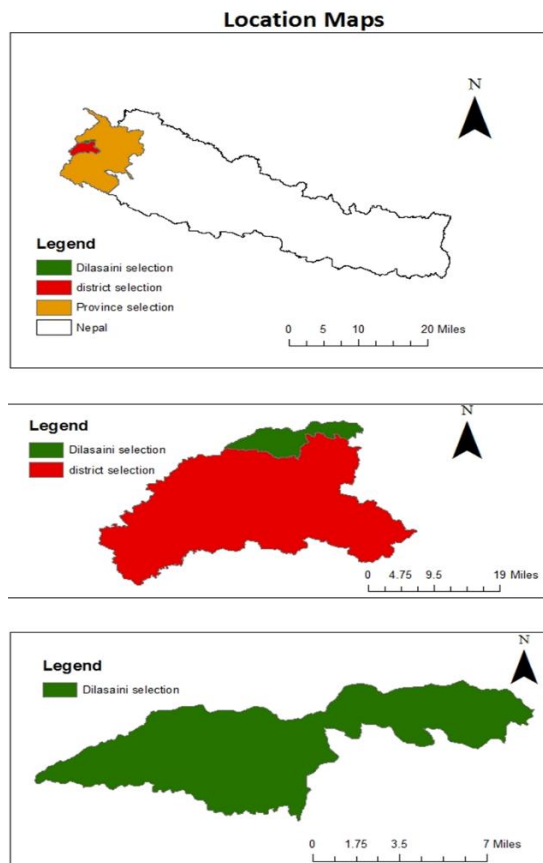 Location Maps
N
Legend
Dilasaini selection
district selection
Province selection
Nepal
0 5 10 20 Miles
N
Legend
Dilasaini selection
district selection
0 4.75 9.5 19 Miles
N
Legend
Dilasaini selection
0 1.75 3.5 7 Miles